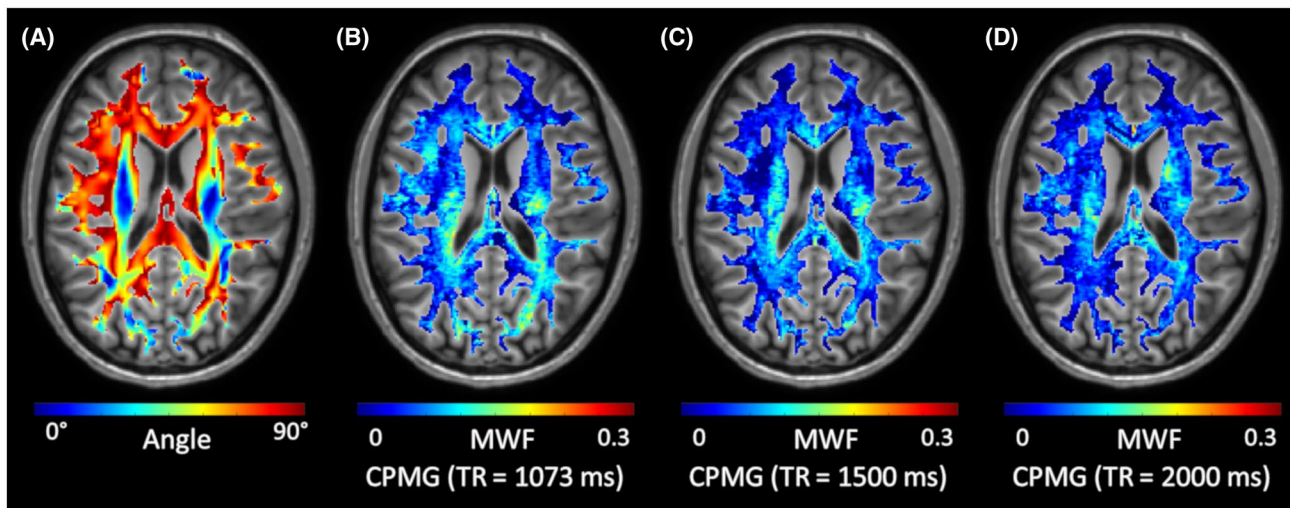 (A) (B) (C) (D)
0° Angle 90° 0 MWF 0.3 0 MWF 0.3 0 MWF 0.3
CPMG (TR = 1073 ms) CPMG (TR = 1500 ms) CPMG (TR = 2000 ms)